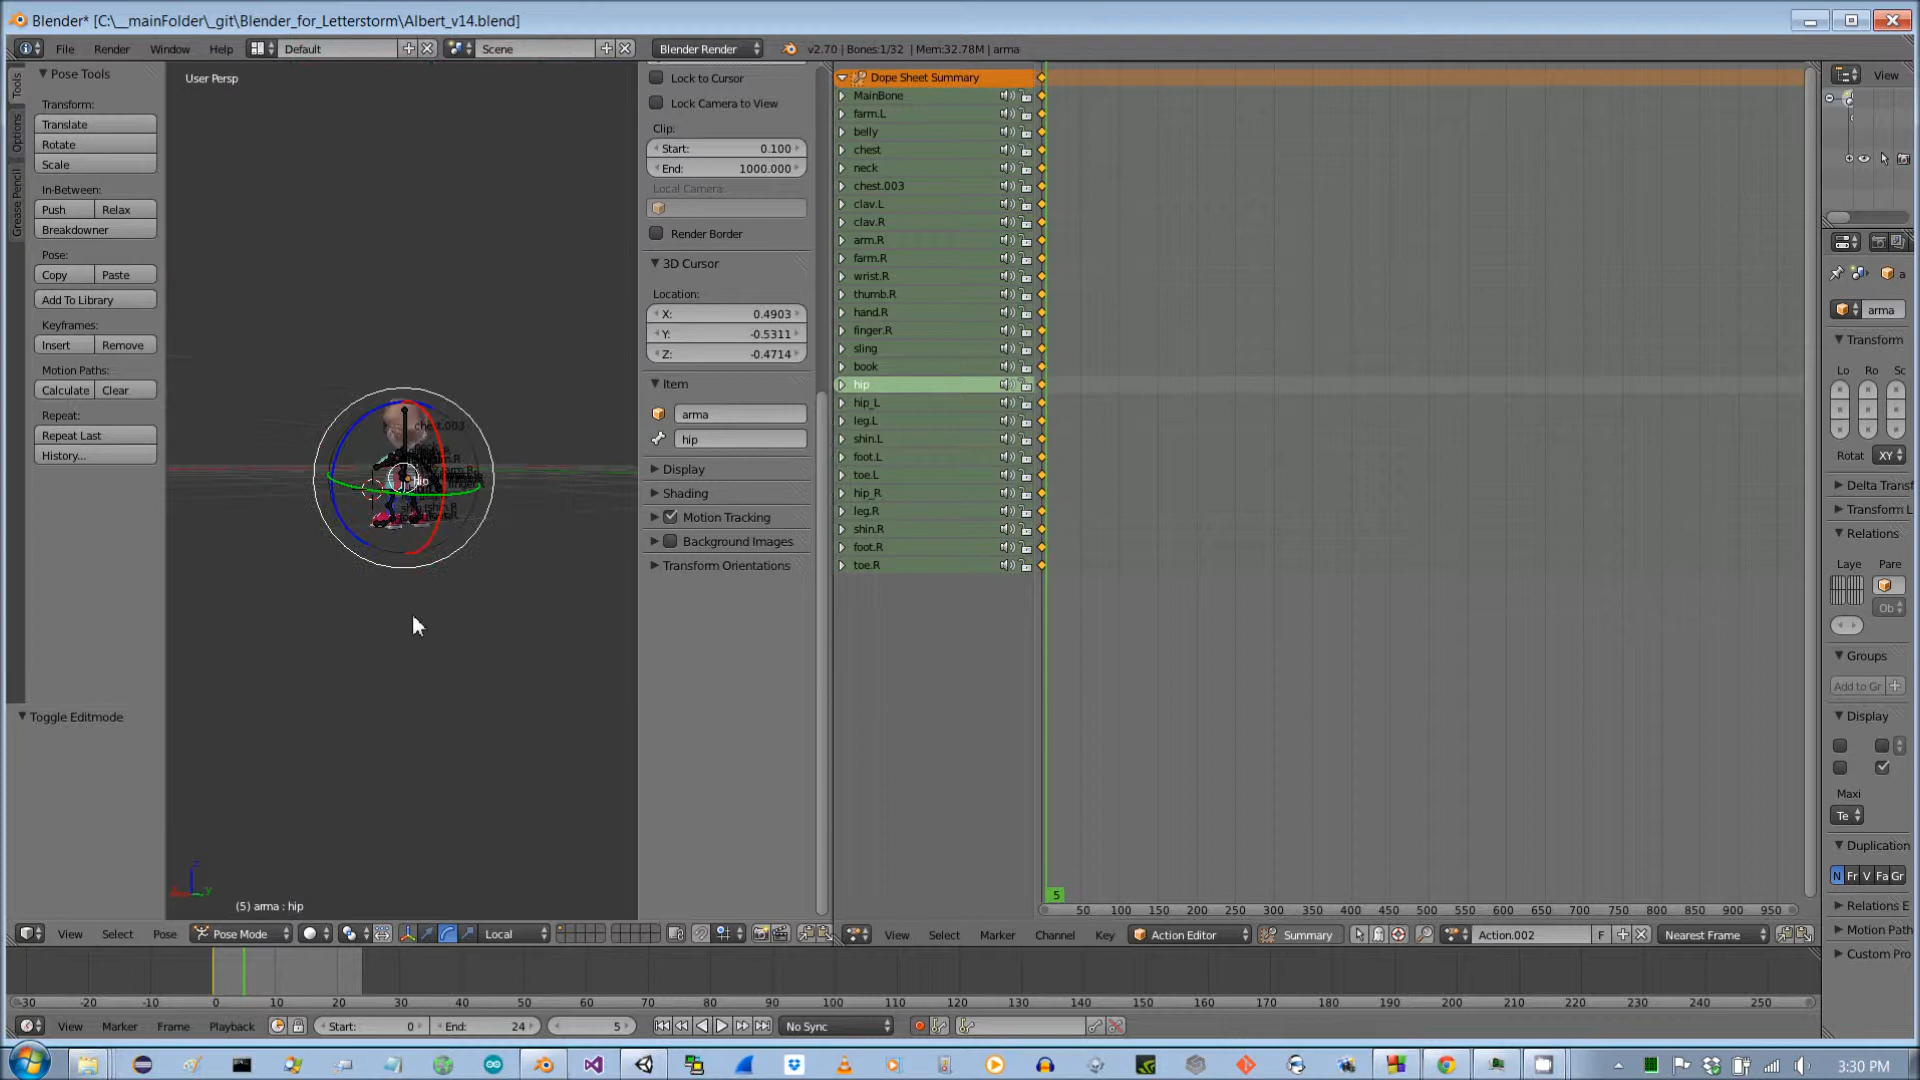 Blender* [C:\__mainFolder\_git\Blender_for_Letterstorm\Albert_v14.blend]
File Render Window Help Default Scene Blender Render v2.70 | Bones:1/32 | Mem:32.78M | arma
Tools
Options
Grease Pencil
Pose Tools
Transform:
Translate
Rotate
Scale
In-Between:
Push Relax
Breakdowner
Pose:
Copy Paste
Add To Library
Keyframes:
Insert Remove
Motion Paths:
Calculate Clear
Repeat:
Repeat Last
History...
Toggle Editmode
User Persp
chest.003
hip
(5) arma : hip
View Select Pose Pose Mode Local
Lock to Cursor
Lock Camera to View
Clip:
Start: 0.100
End: 1000.000
Local Camera:
Render Border
3D Cursor
Location:
X: 0.4903
Y: -0.5311
Z: -0.4714
Item
arma
hip
Display
Shading
Motion Tracking
Background Images
Transform Orientations
Dope Sheet Summary
MainBone
farm.L
belly
chest
neck
chest.003
clav.L
clav.R
arm.R
farm.R
wrist.R
thumb.R
hand.R
finger.R
sling
book
hip
hip_L
leg.L
shin.L
foot.L
toe.L
hip_R
leg.R
shin.R
foot.R
toe.R
5
50 100 150 200 250 300 350 400 450 500 550 600 650 700 750 800 850 900 950
View Select Marker Channel Key Action Editor Summary Action.002 F Nearest Frame
View
a
arma
Transform
Lo Ro Sc
Rotat XY
Delta Transf
Transform L
Relations
Laye Pare
Ob
Groups
Add to Gr
Display
Maxi
Te
Duplication
N Fr V Fa Gr
Relations E
Motion Path
Custom Pro
-30 -20 -10 0 10 20 30 40 50 60 70 80 90 100 110 120 130 140 150 160 170 180 190 200 210 220 230 240 250
View Marker Frame Playback Start: 0 End: 24 5 No Sync
3:30 PM